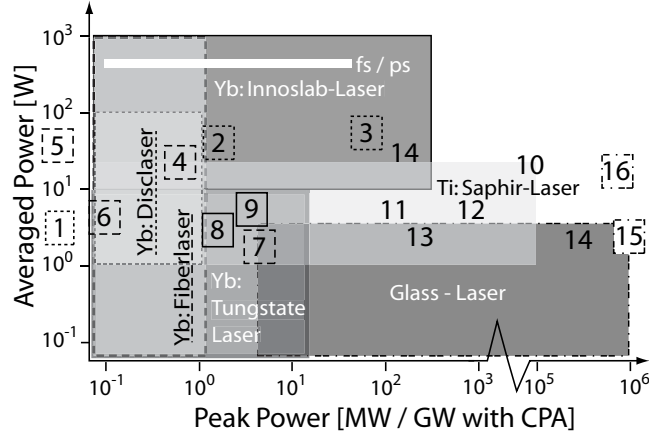 Averaged Power [W]
10³
10²
10¹
10⁰
10⁻¹
fs / ps
Yb: Innoslab-Laser
5
4
2
3
14
10
16
Ti: Saphir-Laser
Yb: Disclaser
1
6
8
9
7
11
12
13
14
15
Yb: Fiberlaser
Yb:
Tungstate
Laser
Glass - Laser
10⁻¹ 10⁰ 10¹ 10² 10³ 10⁵ 10⁶
Peak Power [MW / GW with CPA]